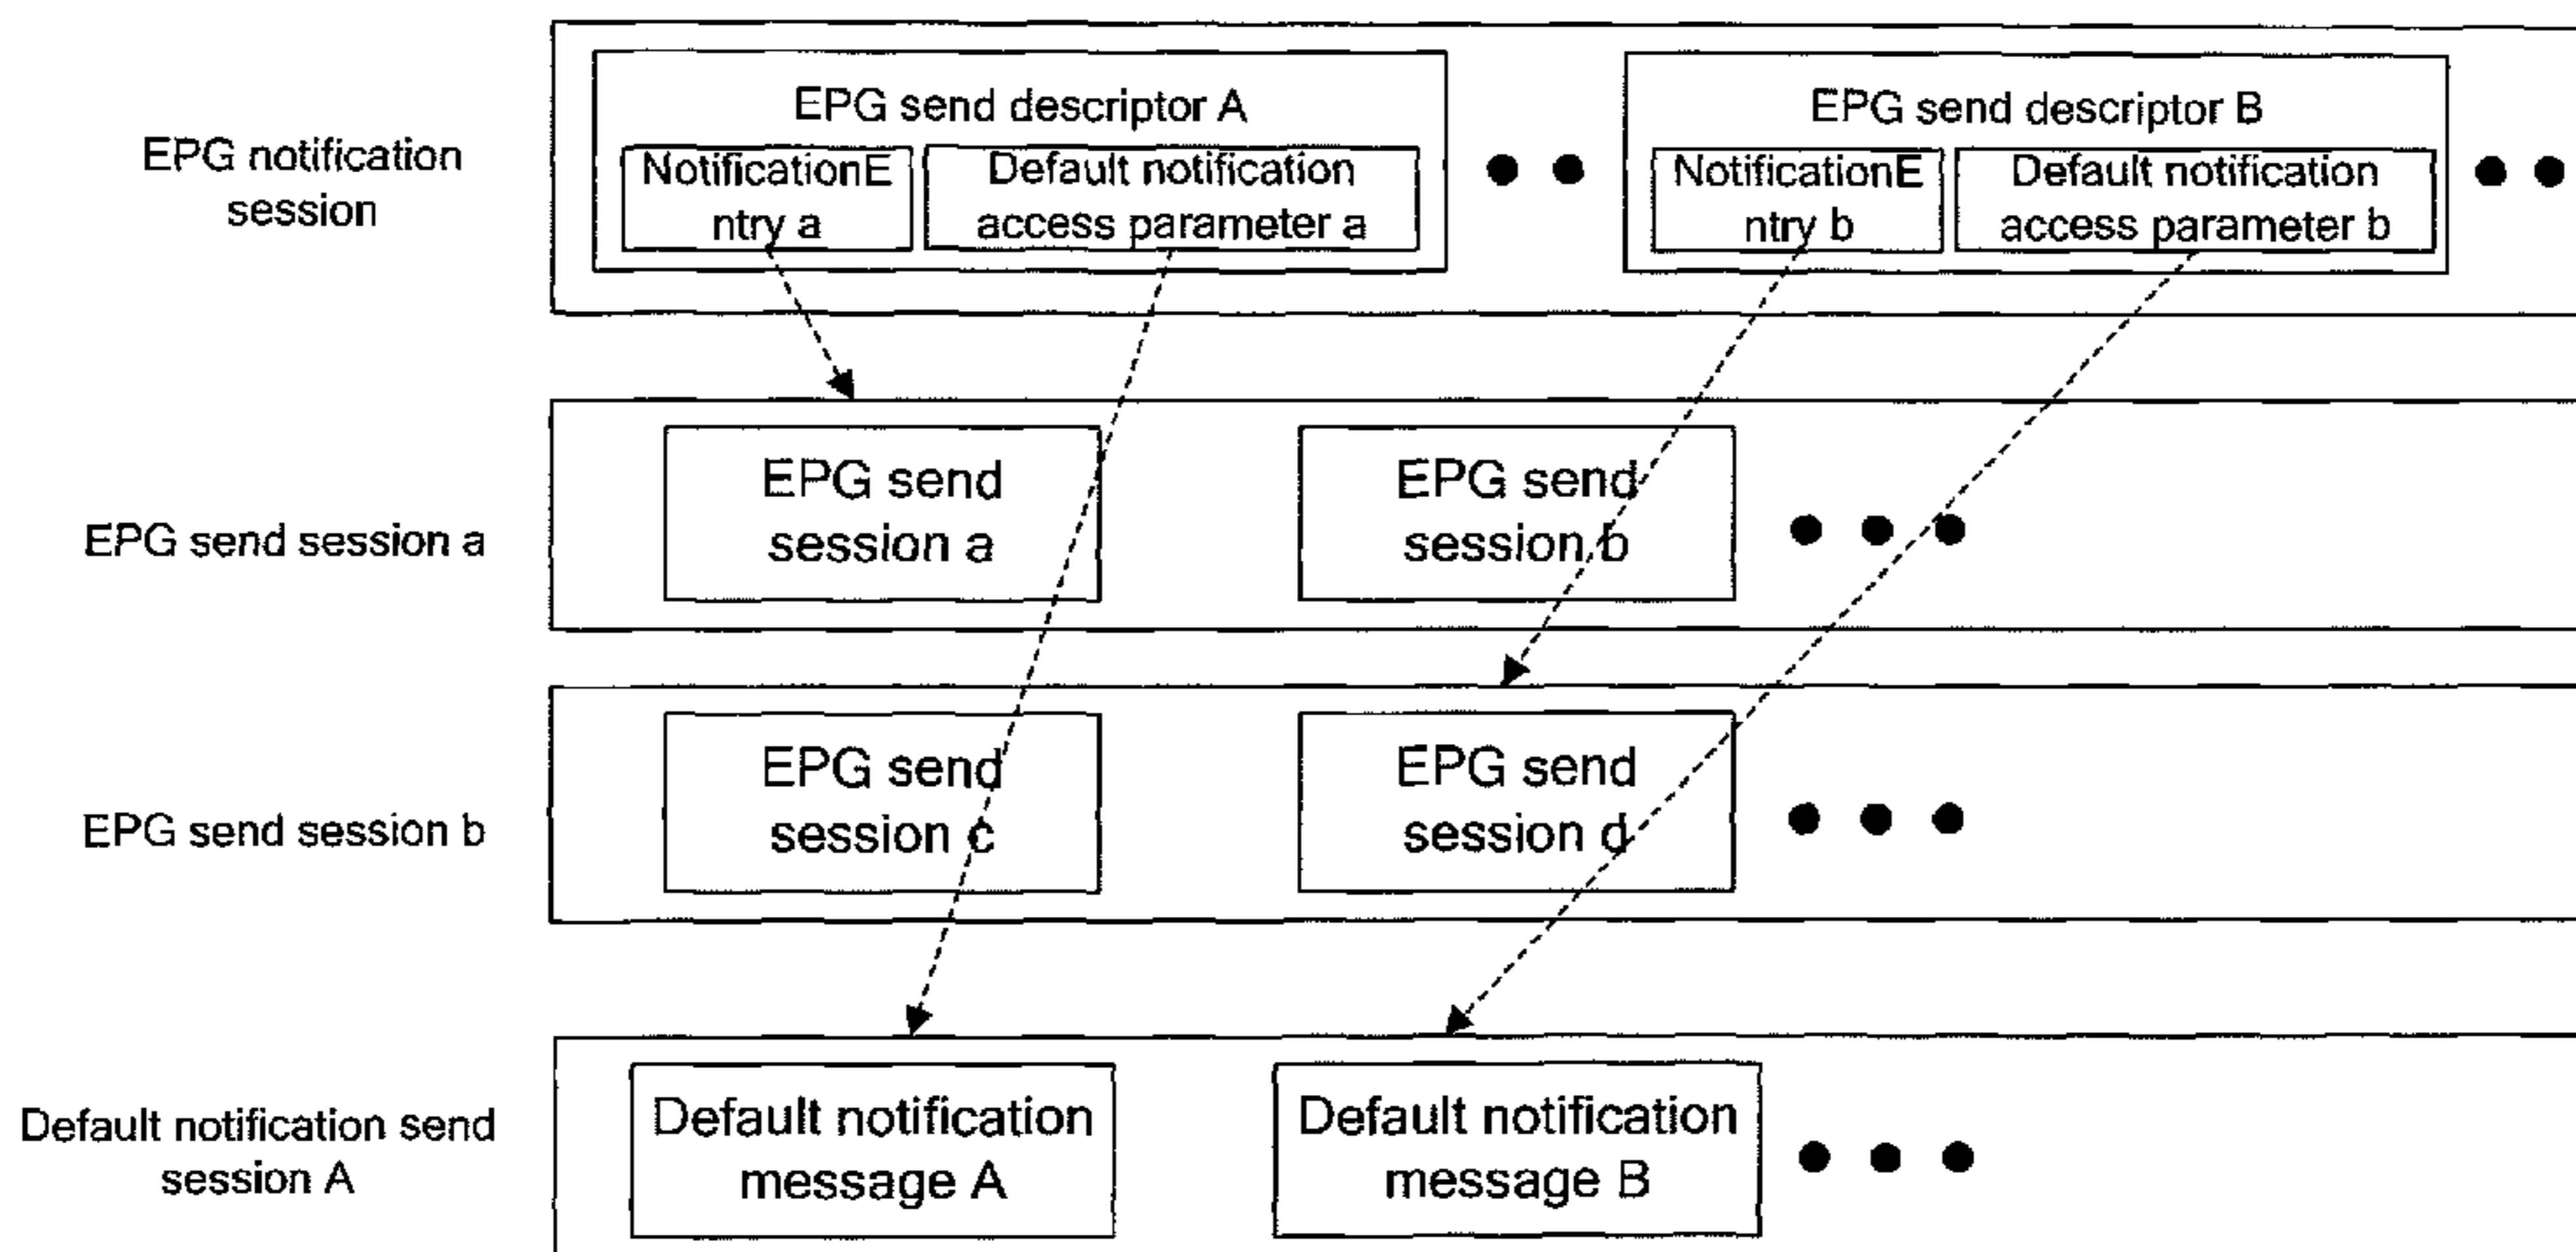 EPG notification
session
EPG send descriptor A
NotificationE
ntry a
Default notification
access parameter a
EPG send descriptor B
NotificationE
ntry b
Default notification
access parameter b
EPG send session a
EPG send
session a
EPG send
session b
EPG send session b
EPG send
session c
EPG send
session d
Default notification send
session A
Default notification
message A
Default notification
message B